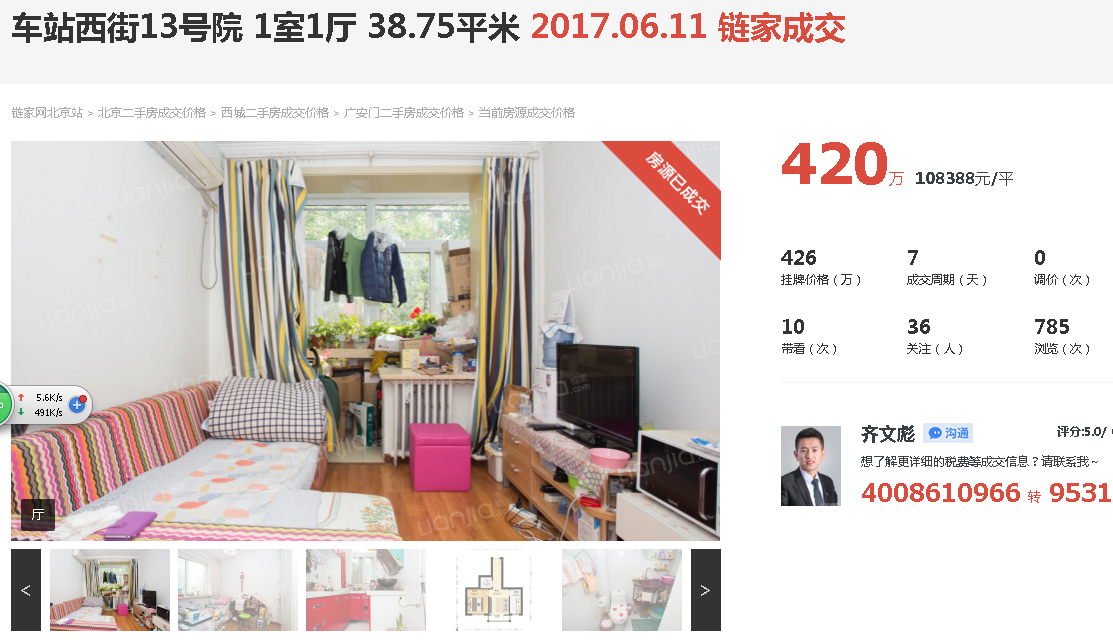 车站西街13号院 1室1厅 38.75平米 2017.06.11 链家成交
链家网北京站 > 北京二手房成交价格 > 西城二手房成交价格 > 广安门二手房成交价格 > 当前房源成交价格
房源已成交
420万 108388元/平
426 7 0
挂牌价格（万） 成交周期（天） 调价（次）
10 36 785
带看（次） 关注（人） 浏览（次）
5.6K/s
491K/s
齐文彪 沟通 评分:5.0/
想了解更详细的税费等成交信息？请联系我~
4008610966 转 9531
厅
< >
Lianjia
Lianjia
Lianjia
Lianjia
Lianjia